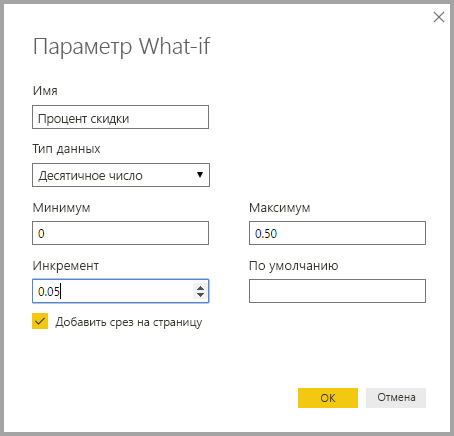 Параметр What-if
Имя
Процент скидки
Тип данных
Десятичное число
Минимум Максимум
0 0.50
Инкремент По умолчанию
0.05
Добавить срез на страницу
ОК Отмена